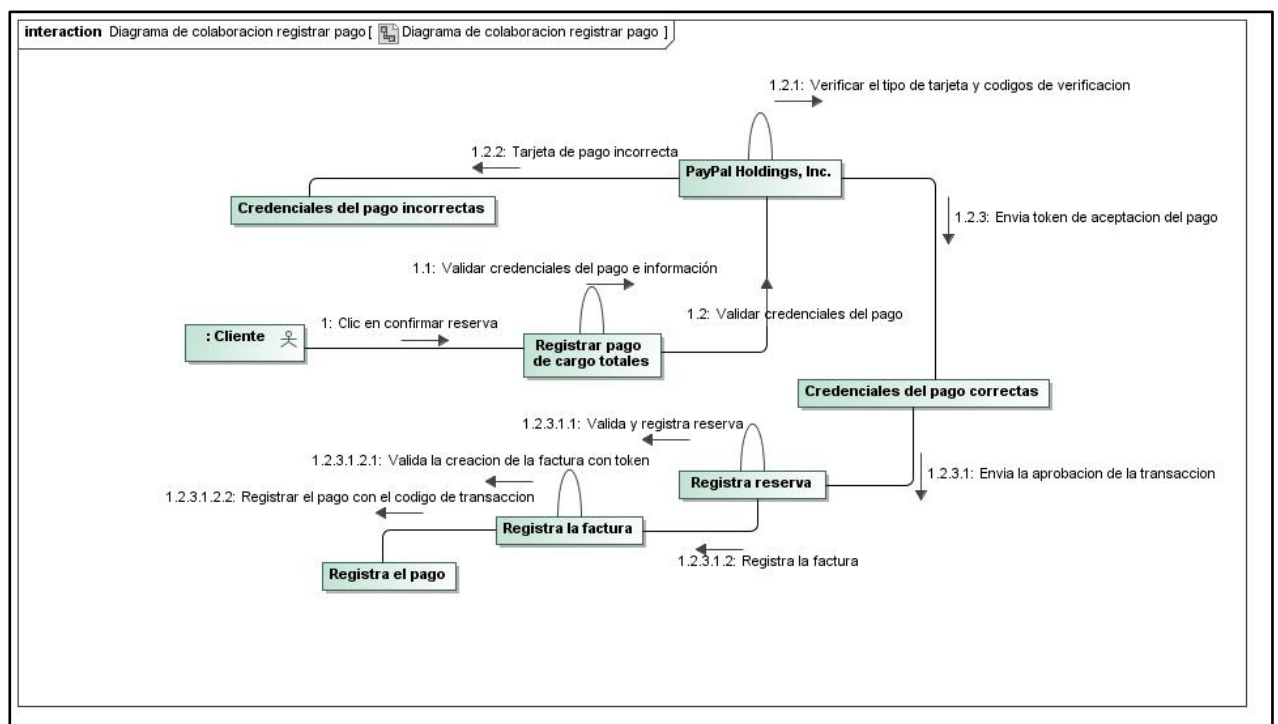 interaction Diagrama de colaboracion registrar pago [ Diagrama de colaboracion registrar pago ]
1.2.1: Verificar el tipo de tarjeta y codigos de verificacion
1.2.2: Tarjeta de pago incorrecta
PayPal Holdings, Inc.
Credenciales del pago incorrectas
1.2.3: Envia token de aceptacion del pago
1.1: Validar credenciales del pago e información
1: Clic en confirmar reserva
1.2: Validar credenciales del pago
: Cliente
Registrar pago
de cargo totales
Credenciales del pago correctas
1.2.3.1.1: Valida y registra reserva
1.2.3.1.2.1: Valida la creacion de la factura con token
1.2.3.1: Envia la aprobacion de la transaccion
Registra reserva
1.2.3.1.2.2: Registrar el pago con el codigo de transaccion
Registra la factura
1.2.3.1.2: Registra la factura
Registra el pago